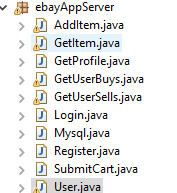 ebayAppServer
AddItem.java
GetItem.java
GetProfile.java
GetUserBuys.java
GetUserSells.java
Login.java
Mysql.java
Register.java
SubmitCart.java
User.java